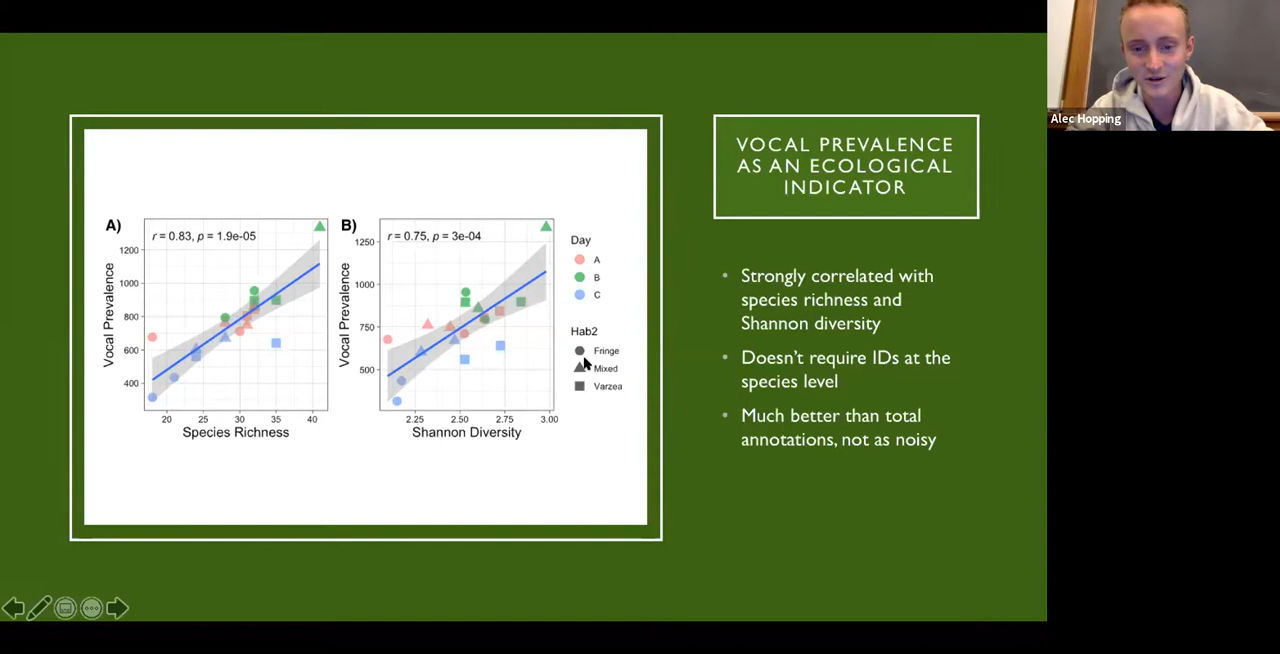 Alec Hopping
VOCAL PREVALENCE
AS AN ECOLOGICAL
INDICATOR
A)
r = 0.83, p = 1.9e-05
1200
1000
800
600
400
Vocal Prevalence
20 25 30 35 40
Species Richness
B)
r = 0.75, p = 3e-04
1250
1000
750
500
Vocal Prevalence
2.25 2.50 2.75 3.00
Shannon Diversity
Day
A
B
C
Hab2
Fringe
Mixed
Varzea
• Strongly correlated with
species richness and
Shannon diversity
• Doesn't require IDs at the
species level
• Much better than total
annotations, not as noisy